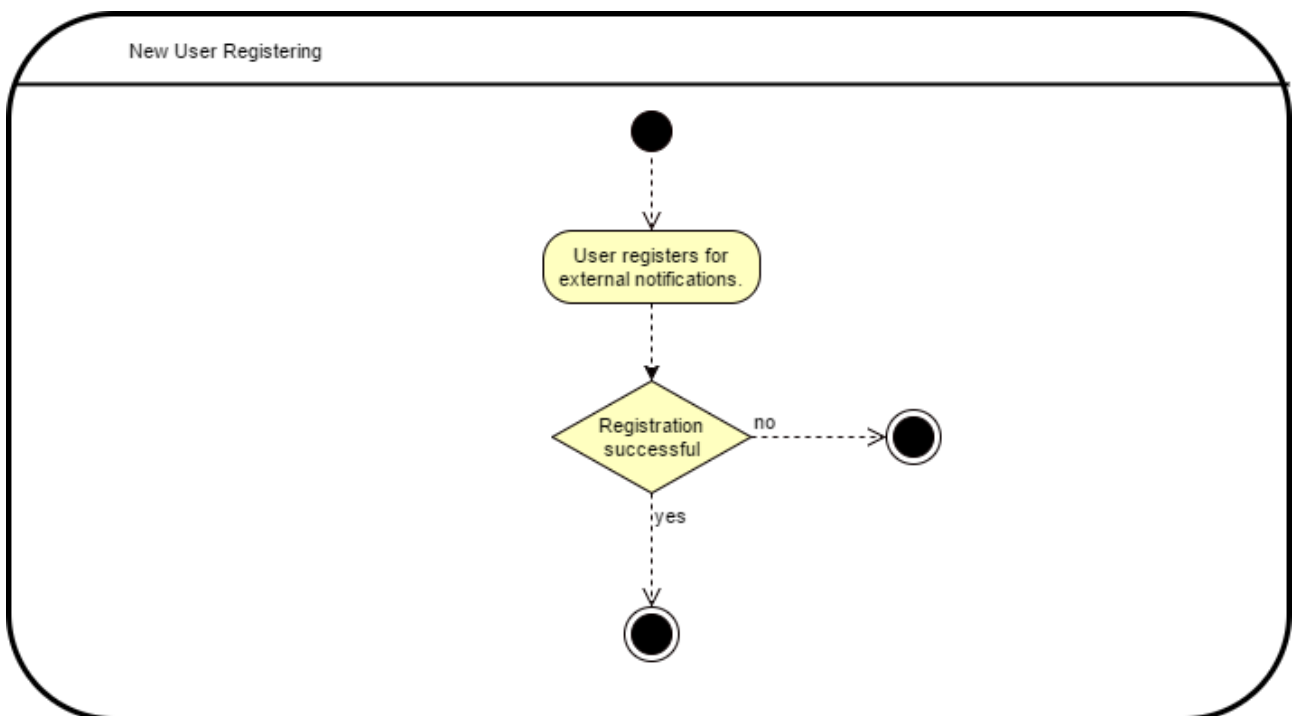 New User Registering
User registers for
external notifications.
Registration
successful
no
yes